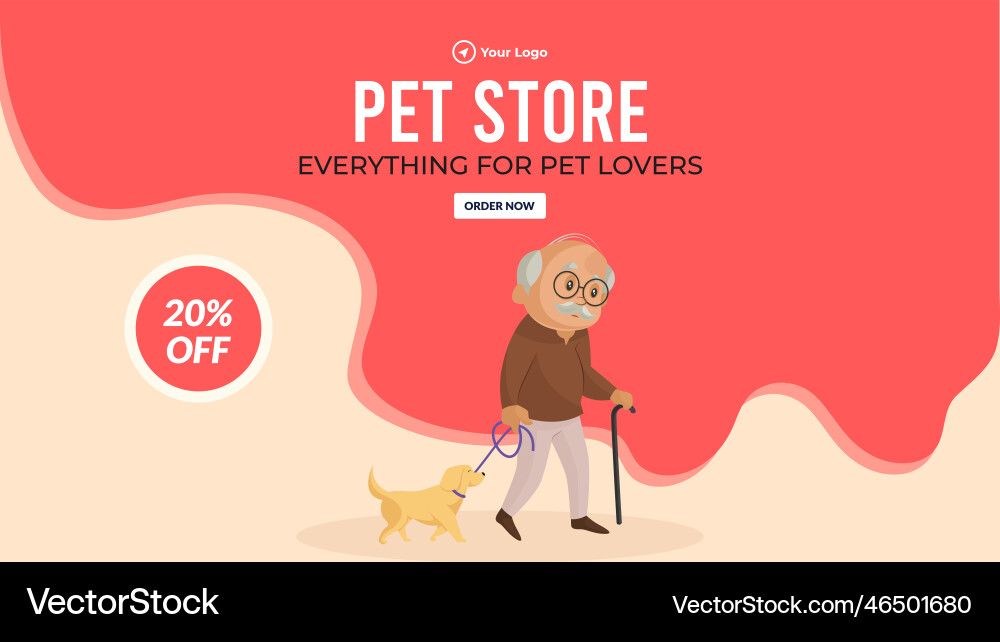 Your Logo
PET STORE
EVERYTHING FOR PET LOVERS
ORDER NOW
20%
OFF
VectorStock
VectorStock.com/46501680